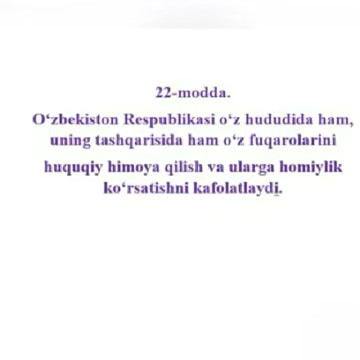 22-modda.
O‘zbekiston Respublikasi o‘z hududida ham,
uning tashqarisida ham o‘z fuqarolarini
huquqiy himoya qilish va ularga homiylik
ko‘rsatishni kafolatlaydi.